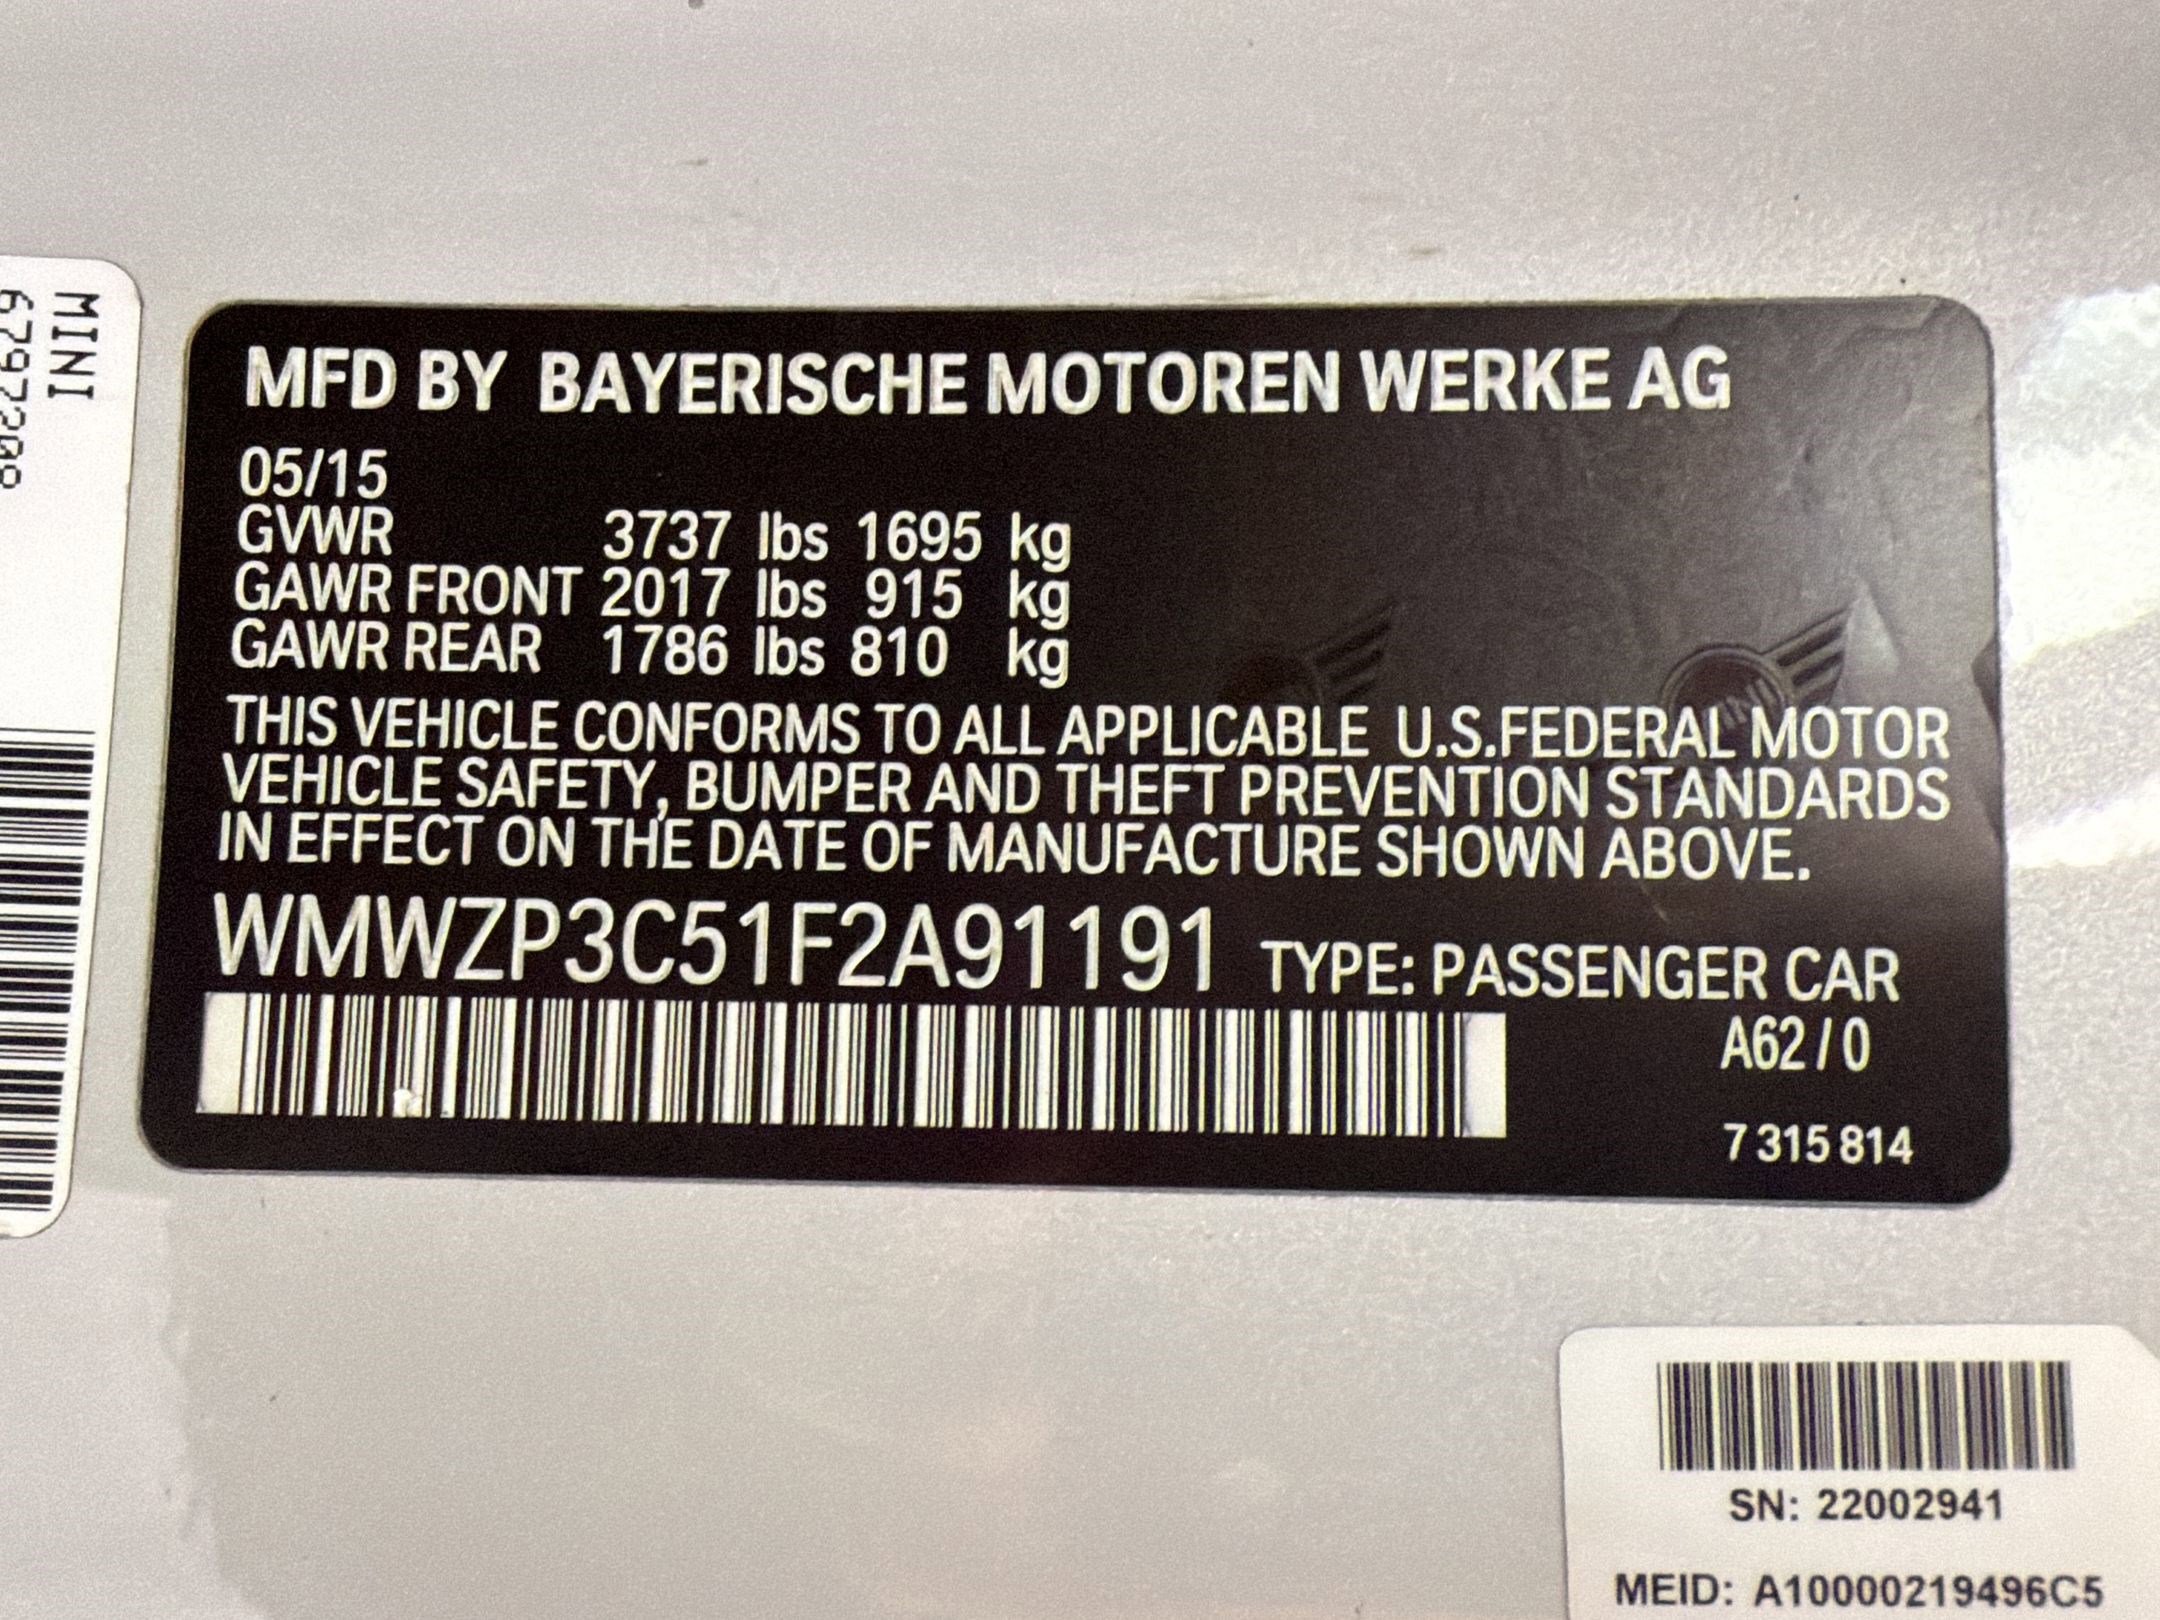 MINI
6797208
MFD BY BAYERISCHE MOTOREN WERKE AG
05/15
GVWR 3737 lbs 1695 kg
GAWR FRONT 2017 lbs 915 kg
GAWR REAR 1786 lbs 810 kg
THIS VEHICLE CONFORMS TO ALL APPLICABLE U.S.FEDERAL MOTOR
VEHICLE SAFETY, BUMPER AND THEFT PREVENTION STANDARDS
IN EFFECT ON THE DATE OF MANUFACTURE SHOWN ABOVE.
WMWZP3C51F2A91191 TYPE: PASSENGER CAR
A62 / 0
7 315 814
SN: 22002941
MEID: A10000219496C5